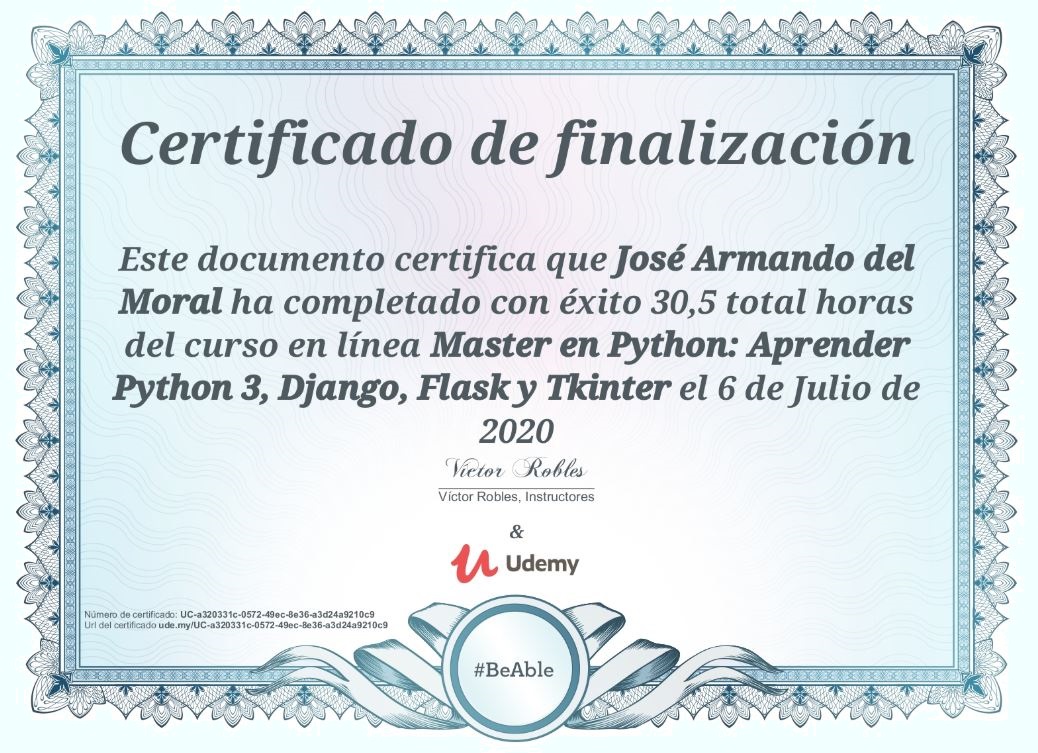 Certificado de finalización
Este documento certifica que José Armando del
Moral ha completado con éxito 30,5 total horas
del curso en línea Master en Python: Aprender
Python 3, Django, Flask y Tkinter el 6 de Julio de
2020
Víctor Robles
Víctor Robles, Instructores
&
Udemy
Número de certificado: UC-a320331c-0572-49ec-8e36-a3d24a9210c9
Url del certificado ude.my/UC-a320331c-0572-49ec-8e36-a3d24a9210c9
#BeAble